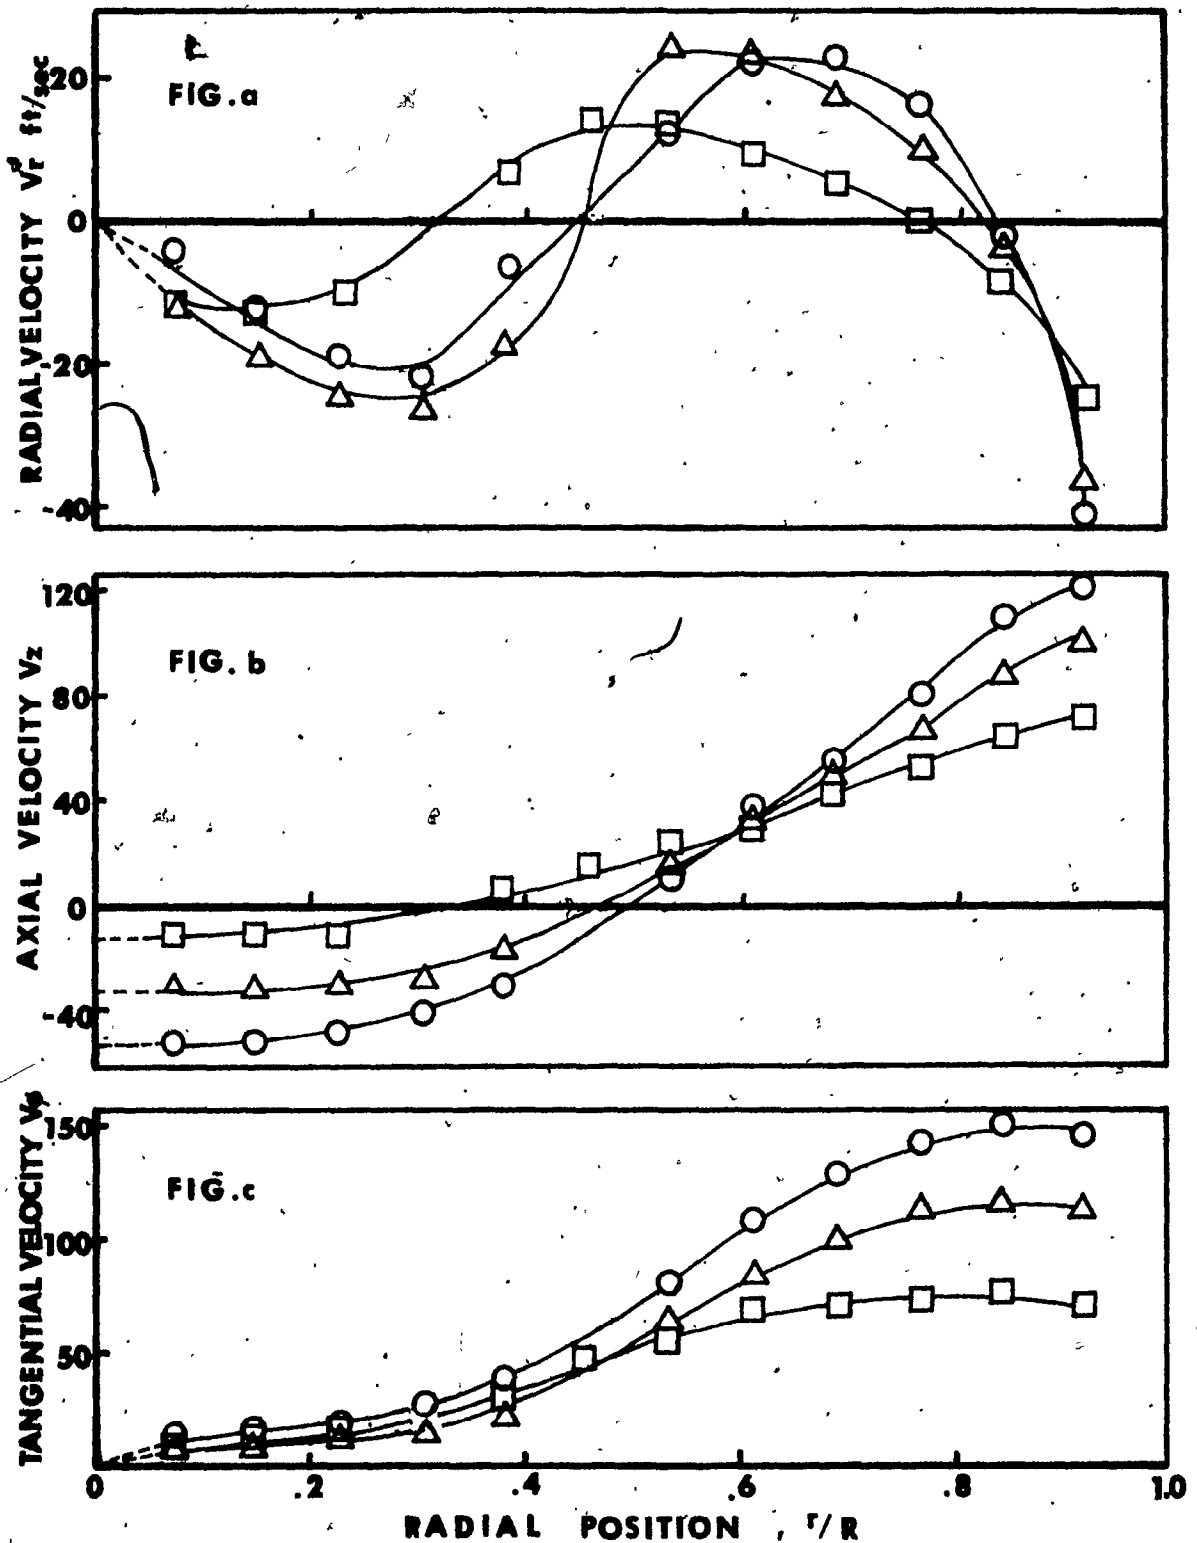 FIG.a
RADIAL VELOCITY Vr ft/sec
20
0
-20
-40
FIG. b
AXIAL VELOCITY Vz
120
80
40
0
-40
FIG.c
TANGENTIAL VELOCITY Vø
150
100
50
0 .2 .4 .6 .8 1.0
RADIAL POSITION , r/R